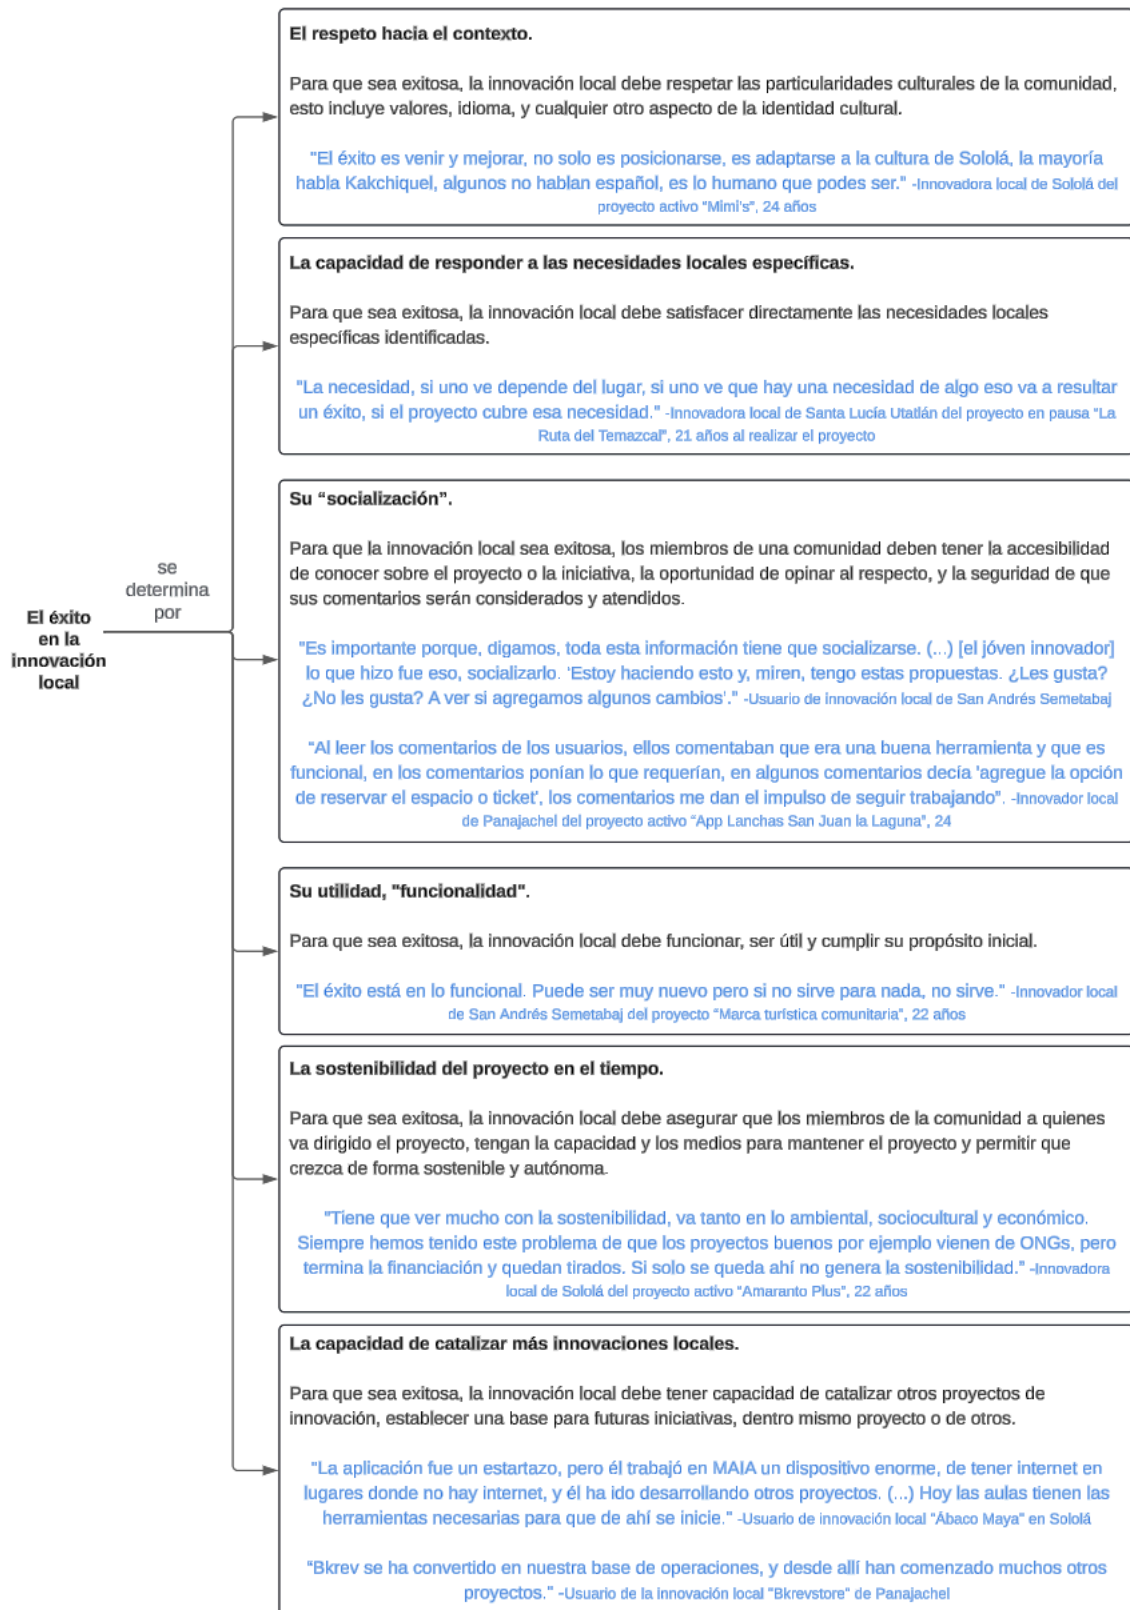 El éxito
en la
innovación
local
se
determina
por
El respeto hacia el contexto.
Para que sea exitosa, la innovación local debe respetar las particularidades culturales de la comunidad,
esto incluye valores, idioma, y cualquier otro aspecto de la identidad cultural.
"El éxito es venir y mejorar, no solo es posicionarse, es adaptarse a la cultura de Sololá, la mayoría
habla Kakchiquel, algunos no hablan español, es lo humano que podes ser." -Innovadora local de Sololá del
proyecto activo "Mimi's", 24 años
La capacidad de responder a las necesidades locales específicas.
Para que sea exitosa, la innovación local debe satisfacer directamente las necesidades locales
específicas identificadas.
"La necesidad, si uno ve depende del lugar, si uno ve que hay una necesidad de algo eso va a resultar
un éxito, si el proyecto cubre esa necesidad." -Innovadora local de Santa Lucía Utatlán del proyecto en pausa "La
Ruta del Temazcal", 21 años al realizar el proyecto
Su "socialización".
Para que la innovación local sea exitosa, los miembros de una comunidad deben tener la accesibilidad
de conocer sobre el proyecto o la iniciativa, la oportunidad de opinar al respecto, y la seguridad de que
sus comentarios serán considerados y atendidos.
"Es importante porque, digamos, toda esta información tiene que socializarse. (...) [el jóven innovador]
lo que hizo fue eso, socializarlo. 'Estoy haciendo esto y, miren, tengo estas propuestas. ¿Les gusta?
¿No les gusta? A ver si agregamos algunos cambios'." -Usuario de innovación local de San Andrés Semetabaj
"Al leer los comentarios de los usuarios, ellos comentaban que era una buena herramienta y que es
funcional, en los comentarios ponían lo que requerían, en algunos comentarios decía 'agregue la opción
de reservar el espacio o ticket', los comentarios me dan el impulso de seguir trabajando". -Innovador local
de Panajachel del proyecto activo "App Lanchas San Juan la Laguna", 24
Su utilidad, "funcionalidad".
Para que sea exitosa, la innovación local debe funcionar, ser útil y cumplir su propósito inicial.
"El éxito está en lo funcional. Puede ser muy nuevo pero si no sirve para nada, no sirve." -Innovador local
de San Andrés Semetabaj del proyecto "Marca turística comunitaria", 22 años
La sostenibilidad del proyecto en el tiempo.
Para que sea exitosa, la innovación local debe asegurar que los miembros de la comunidad a quienes
va dirigido el proyecto, tengan la capacidad y los medios para mantener el proyecto y permitir que
crezca de forma sostenible y autónoma.
"Tiene que ver mucho con la sostenibilidad, va tanto en lo ambiental, sociocultural y económico.
Siempre hemos tenido este problema de que los proyectos buenos por ejemplo vienen de ONGs, pero
termina la financiación y quedan tirados. Si solo se queda ahí no genera la sostenibilidad." -Innovadora
local de Sololá del proyecto activo "Amaranto Plus", 22 años
La capacidad de catalizar más innovaciones locales.
Para que sea exitosa, la innovación local debe tener capacidad de catalizar otros proyectos de
innovación, establecer una base para futuras iniciativas, dentro mismo proyecto o de otros.
"La aplicación fue un estartazo, pero él trabajó en MAIA un dispositivo enorme, de tener internet en
lugares donde no hay internet, y él ha ido desarrollando otros proyectos. (...) Hoy las aulas tienen las
herramientas necesarias para que de ahí se inicie." -Usuario de innovación local "Ábaco Maya" en Sololá
"Bkrev se ha convertido en nuestra base de operaciones, y desde allí han comenzado muchos otros
proyectos." -Usuario de la innovación local "Bkrevstore" de Panajachel